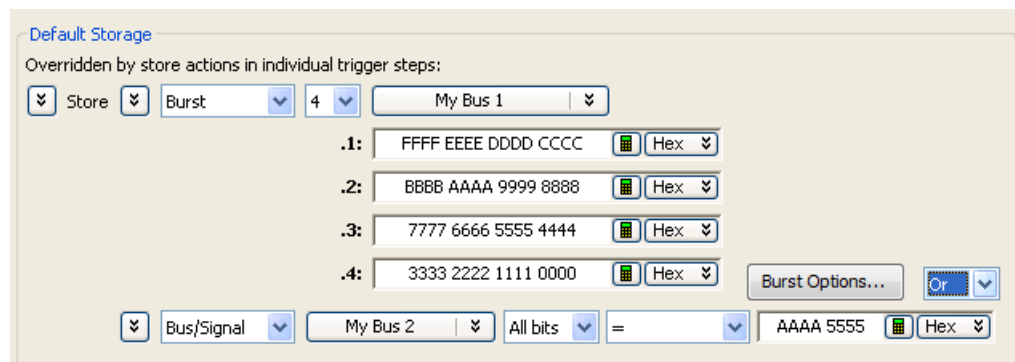 Default Storage
Overridden by store actions in individual trigger steps:
Store Burst 4 My Bus 1
.1: FFFF EEEE DDDD CCCC Hex
.2: BBBB AAAA 9999 8888 Hex
.3: 7777 6666 5555 4444 Hex
.4: 3333 2222 1111 0000 Hex Burst Options... Or
Bus/Signal My Bus 2 All bits = AAAA 5555 Hex